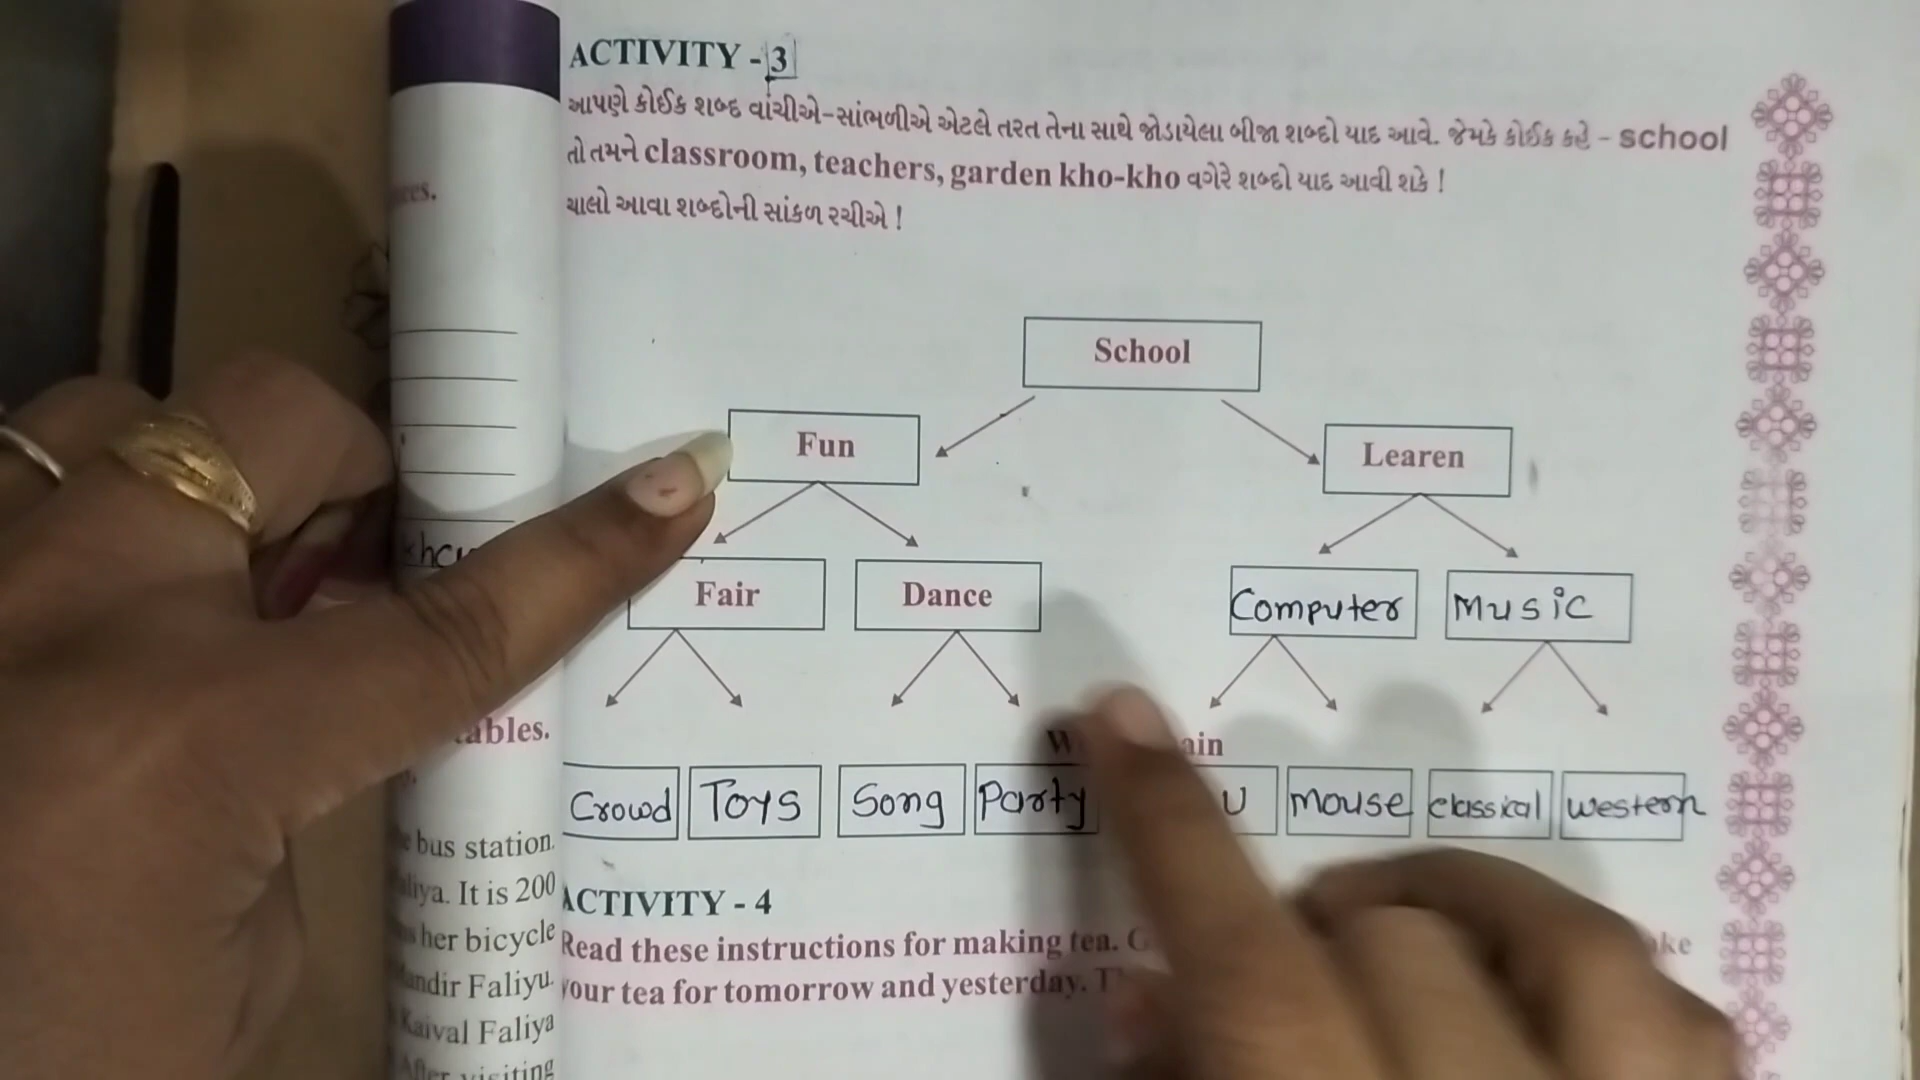 ACTIVITY - 3
આપણે કોઈક શબ્દ વાંચીએ-સાંભળીએ એટલે તરત તેના સાથે જોડાયેલા બીજા શબ્દો યાદ આવે. જેમકે કોઈક કહે - school
તો તમને classroom, teachers, garden kho-kho વગેરે શબ્દો યાદ આવી શકે !
ચાલો આવા શબ્દોની સાંકળ રચીએ !
School
Fun
Learen
Fair
Dance
Computer
Music
Crowd
Toys
Song
Party
mouse
classical
western
ACTIVITY - 4
Read these instructions for making tea.
your tea for tomorrow and yesterday.
bus station.
It is 200
her bicycle
Faliyu.
Kaival Faliya
After visiting